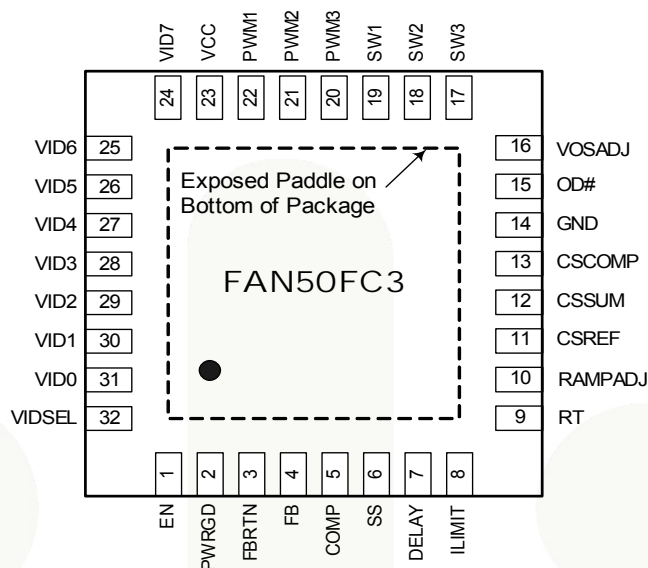 VID7
VCC
PWM1
PWM2
PWM3
SW1
SW2
SW3
24
23
22
21
20
19
18
17
VID6 25
VID5 26
VID4 27
VID3 28
VID2 29
VID1 30
VID0 31
VIDSEL 32
Exposed Paddle on
Bottom of Package
FAN50FC3
16 VOSADJ
15 OD#
14 GND
13 CSCOMP
12 CSSUM
11 CSREF
10 RAMPADJ
9 RT
1
2
3
4
5
6
7
8
EN
PWRGD
FBRTN
FB
COMP
SS
DELAY
ILIMIT